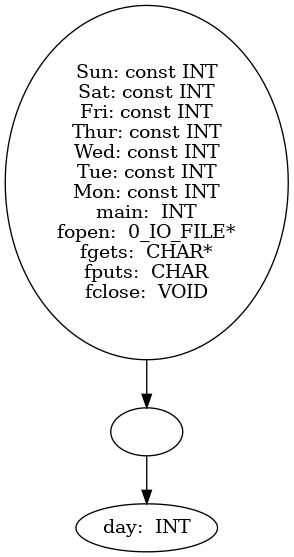 Sun: const INT
Sat: const INT
Fri: const INT
Thur: const INT
Wed: const INT
Tue: const INT
Mon: const INT
main:  INT
fopen:  0_IO_FILE*
fgets:  CHAR*
fputs:  CHAR
fclose:  VOID
day:  INT